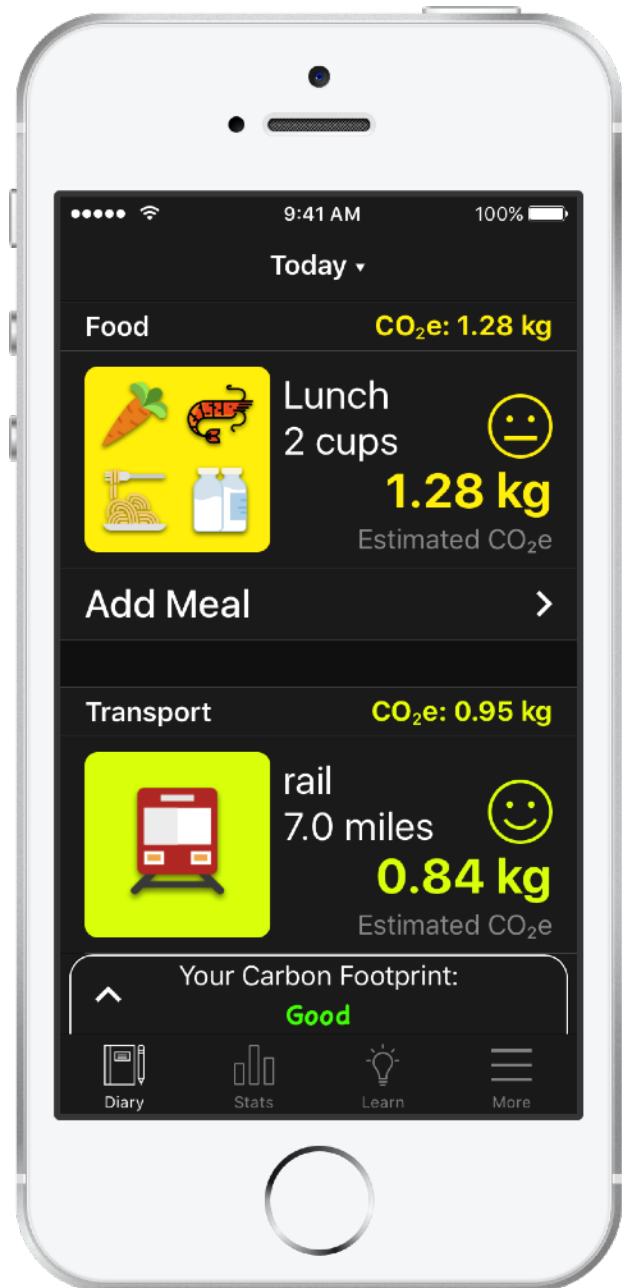 9:41 AM 100%
Today ▾
Food CO₂e: 1.28 kg
Lunch
2 cups
1.28 kg
Estimated CO₂e
Add Meal
Transport CO₂e: 0.95 kg
rail
7.0 miles
0.84 kg
Estimated CO₂e
Your Carbon Footprint:
Good
Diary Stats Learn More